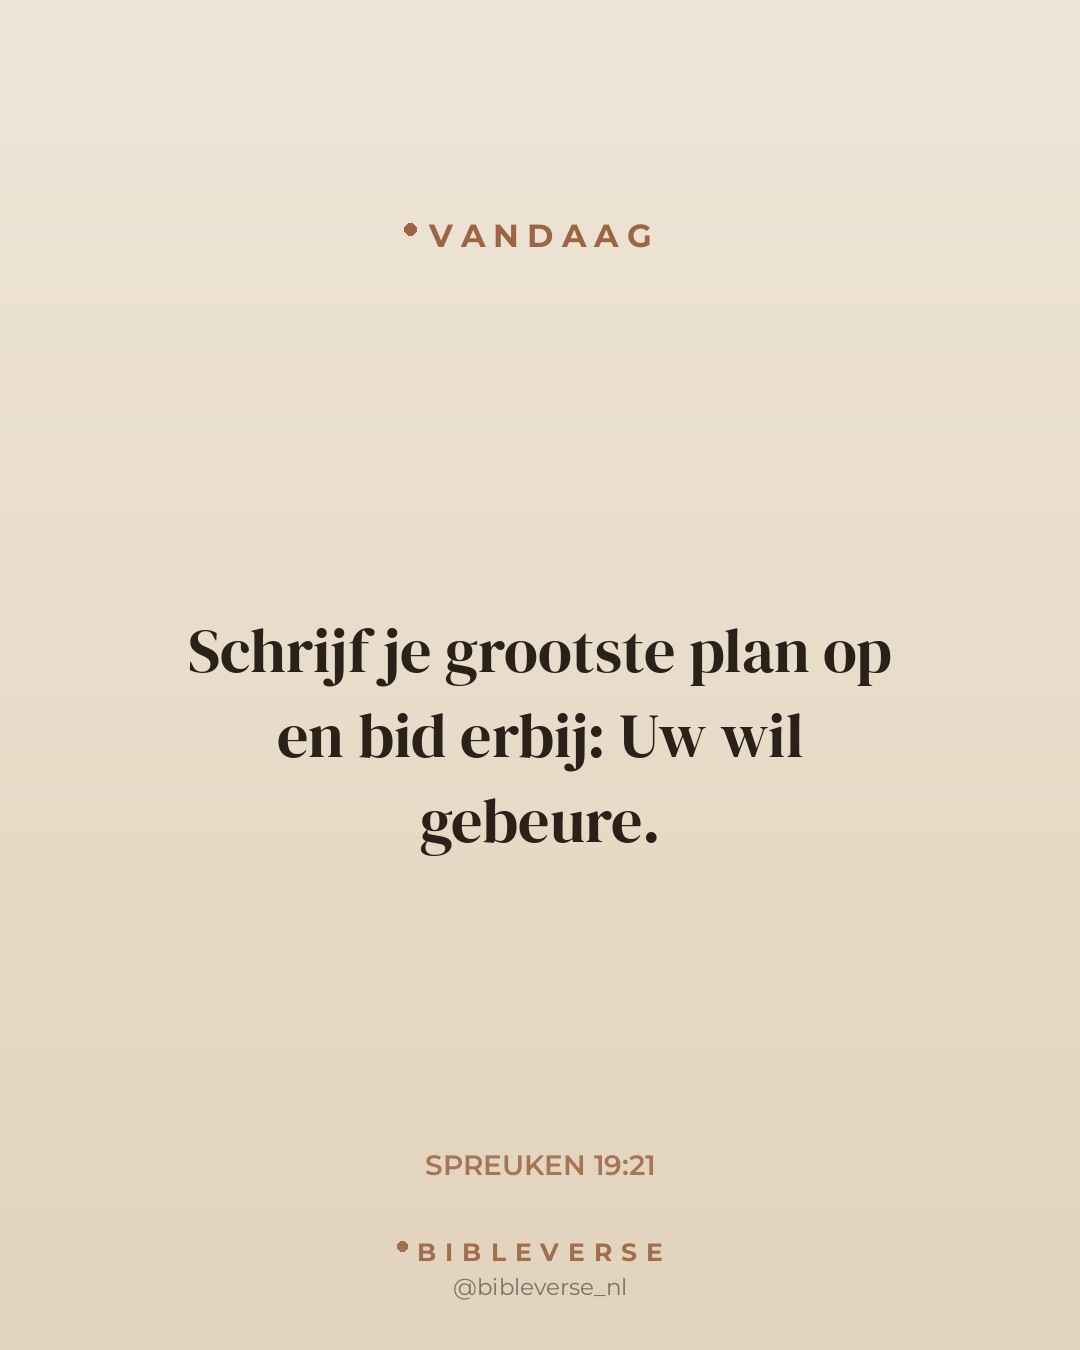 VANDAAG
Schrijf je grootste plan op
en bid erbij: Uw wil
gebeure.
SPREUKEN 19:21
BIBLEVERSE
@bibleverse_nl